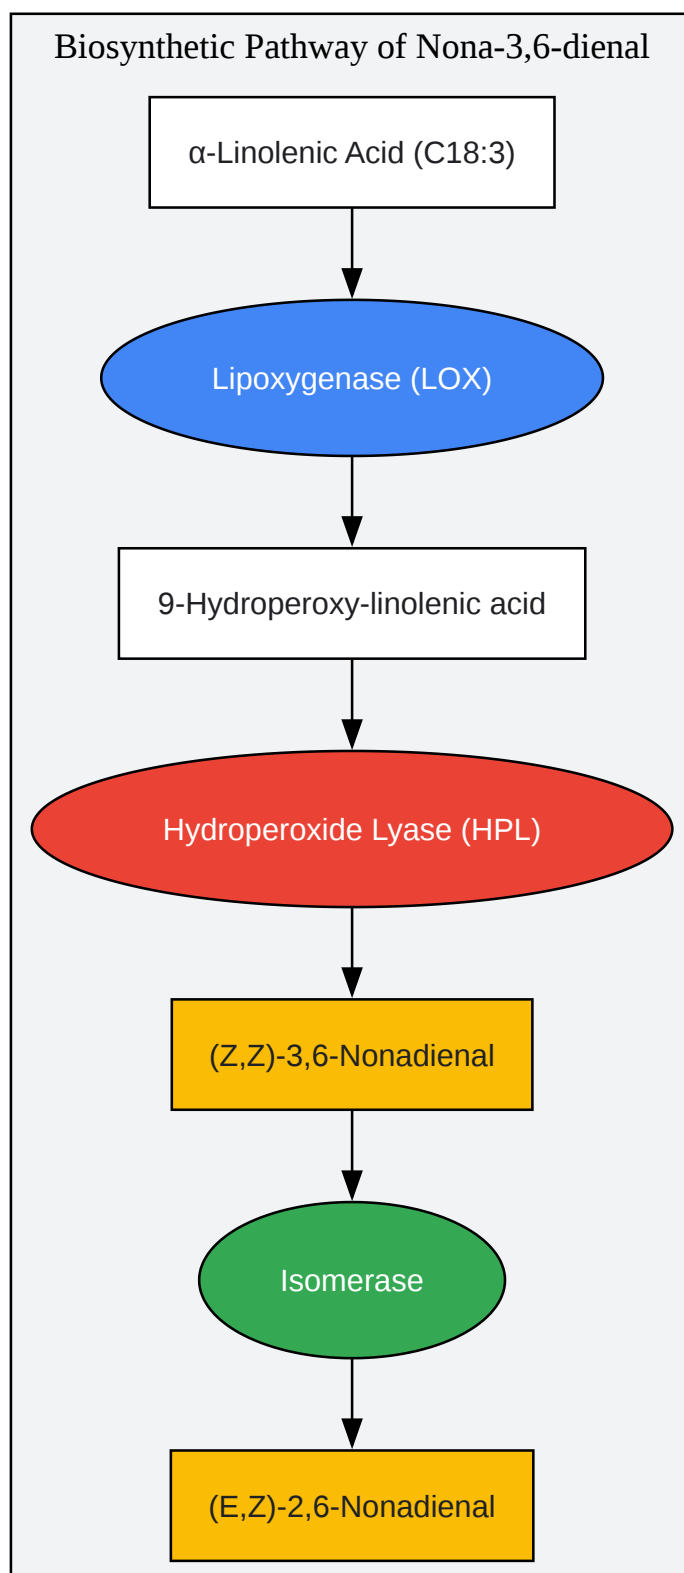 Biosynthetic Pathway of Nona-3,6-dienal
α-Linolenic Acid (C18:3)
Lipoxygenase (LOX)
9-Hydroperoxy-linolenic acid
Hydroperoxide Lyase (HPL)
(Z,Z)-3,6-Nonadienal
Isomerase
(E,Z)-2,6-Nonadienal